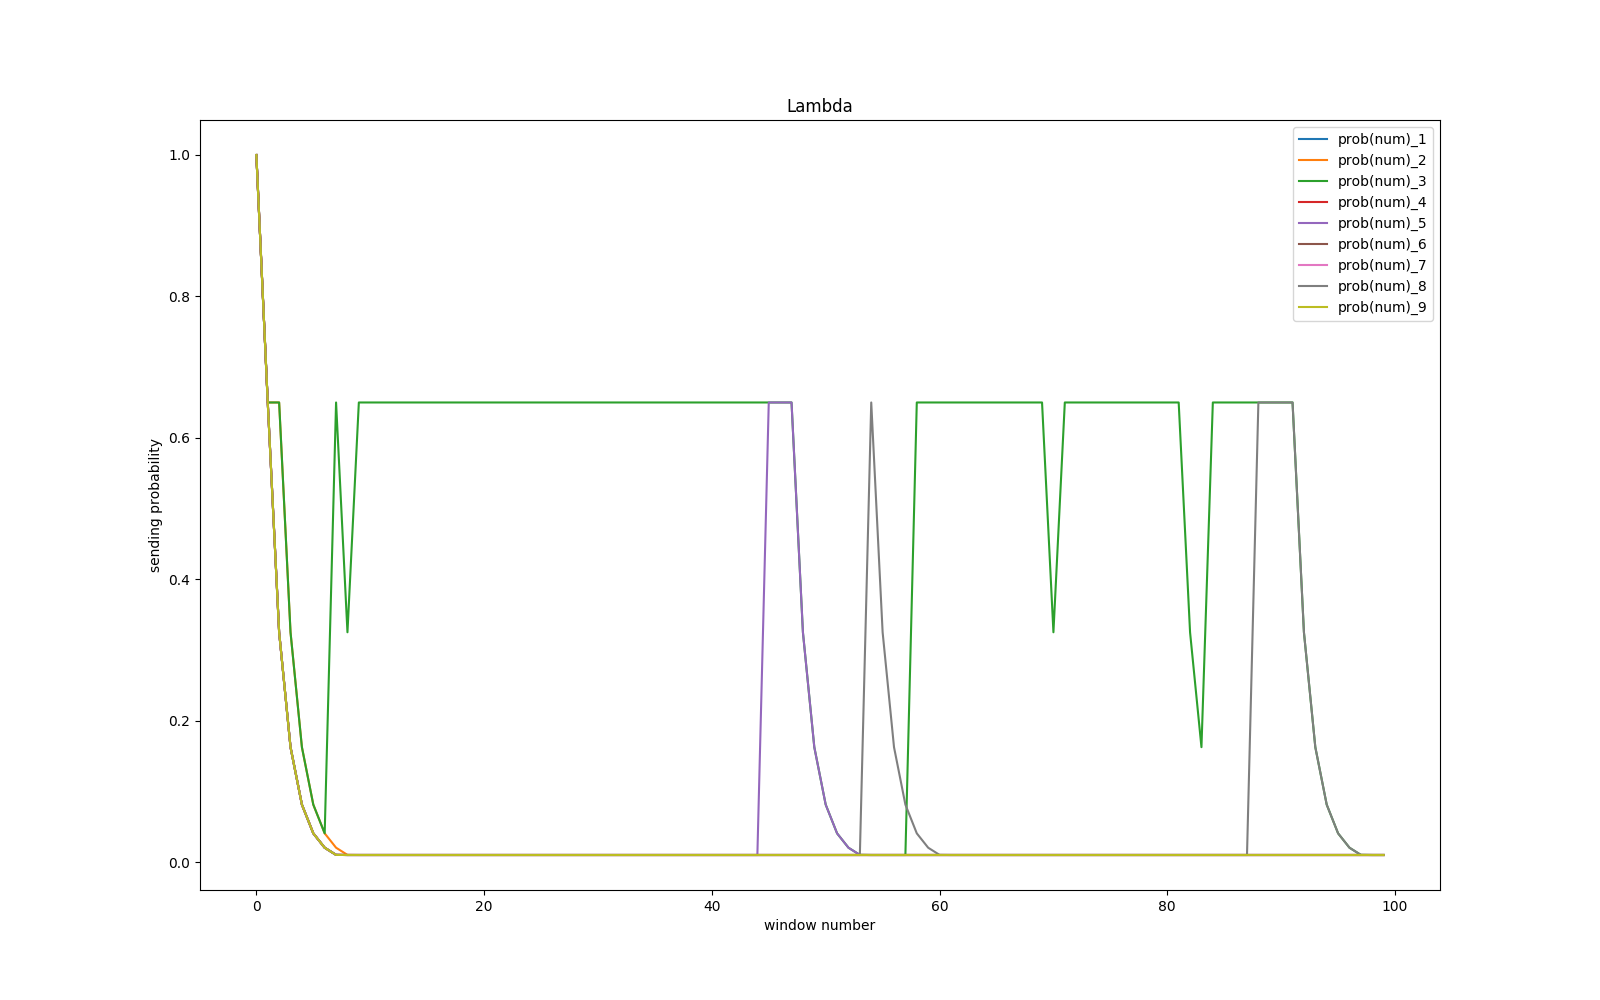 Lambda
prob(num)_1
prob(num)_2
prob(num)_3
prob(num)_4
prob(num)_5
prob(num)_6
prob(num)_7
prob(num)_8
prob(num)_9
sending probability
1.0
0.8
0.6
0.4
0.2
0.0
0 20 40 60 80 100
window number